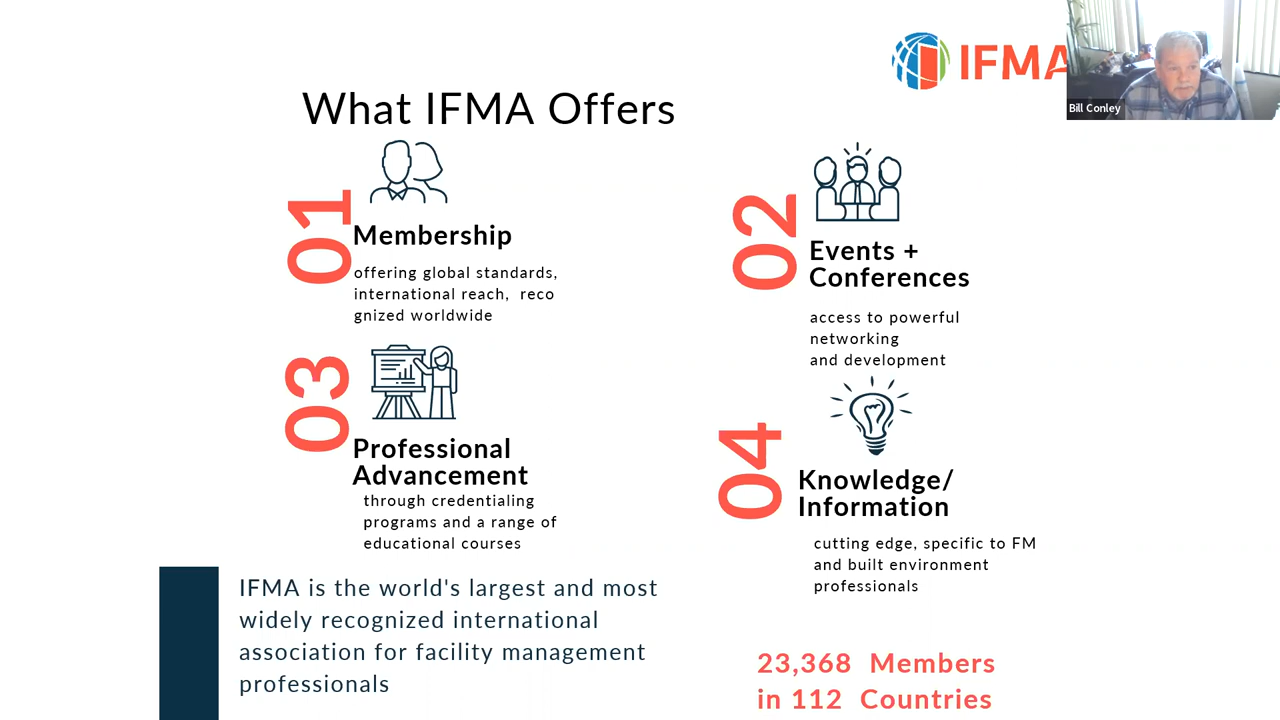 IFMA
Bill Conley
What IFMA Offers
01
Membership
offering global standards,
international reach,  reco
gnized worldwide
02
Events +
Conferences
access to powerful
networking
and development
03
Professional
Advancement
through credentialing
programs and a range of
educational courses
04
Knowledge/
Information
cutting edge, specific to FM
and built environment
professionals
IFMA is the world's largest and most
widely recognized international
association for facility management
professionals
23,368  Members
in 112  Countries